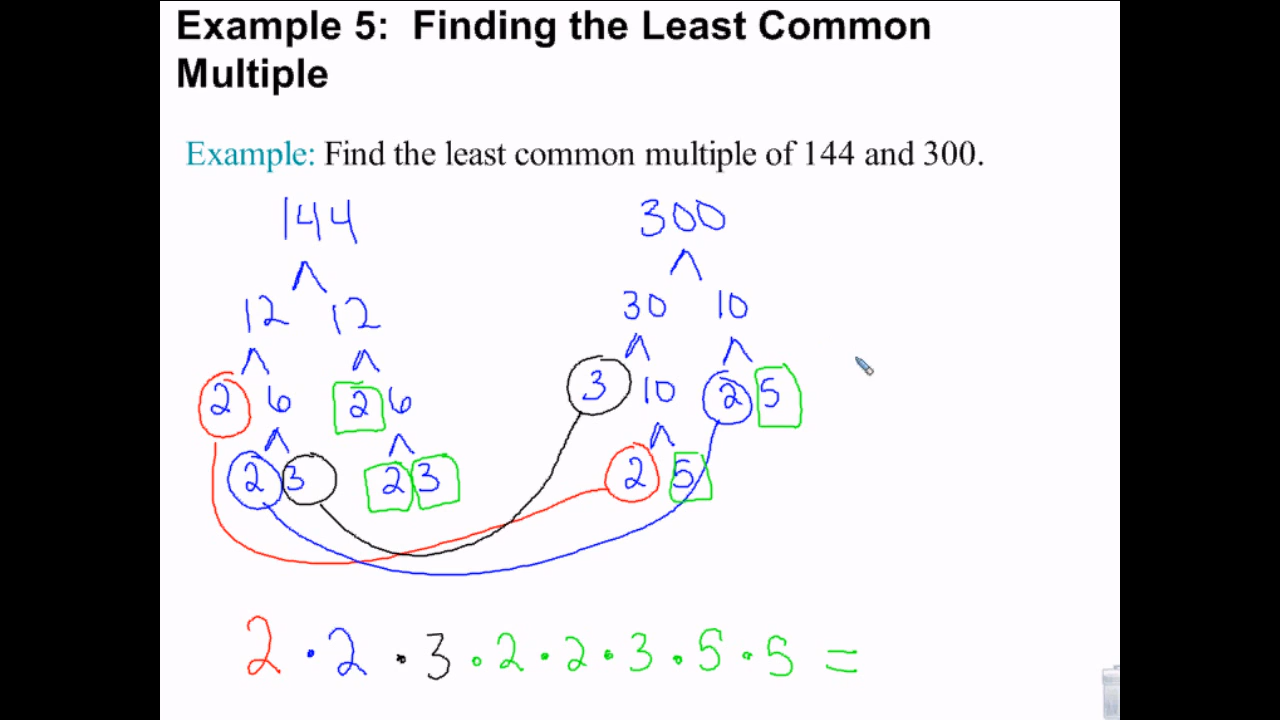 Example 5: Finding the Least Common
Multiple
Example: Find the least common multiple of 144 and 300.
144 300
12 12 30 10
2 6 2 6 3 10 2 5
2 3 2 3 2 5
2 · 2 · 3 · 2 · 2 · 3 · 5 · 5 =